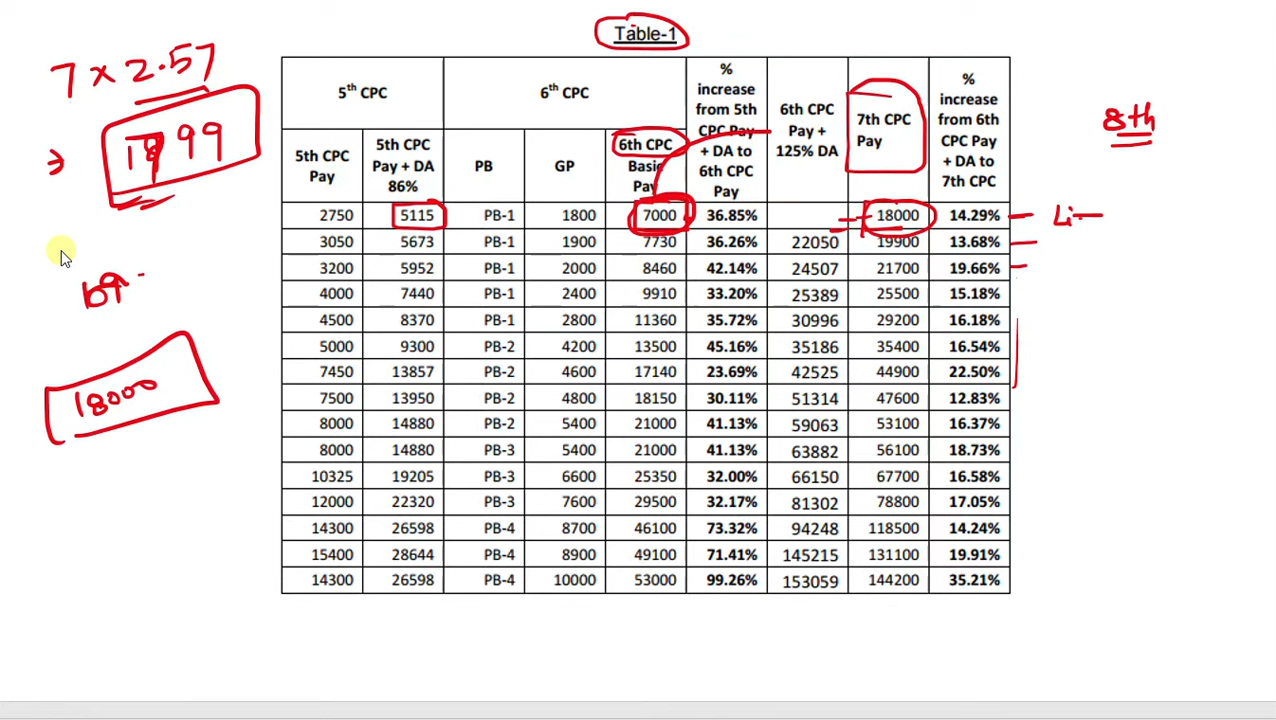 Table-1
7 × 2.57
⇒ 1799
18000
8th
5th CPC 6th CPC % increase from 5th CPC Pay + DA to 6th CPC Pay 6th CPC Pay + 125% DA 7th CPC Pay % increase from 6th CPC Pay + DA to 7th CPC
5th CPC Pay 5th CPC Pay + DA 86% PB GP 6th CPC Basic Pay
2750 5115 PB-1 1800 7000 36.85% 18000 14.29%
3050 5673 PB-1 1900 7730 36.26% 22050 19900 13.68%
3200 5952 PB-1 2000 8460 42.14% 24507 21700 19.66%
4000 7440 PB-1 2400 9910 33.20% 25389 25500 15.18%
4500 8370 PB-1 2800 11360 35.72% 30996 29200 16.18%
5000 9300 PB-2 4200 13500 45.16% 35186 35400 16.54%
7450 13857 PB-2 4600 17140 23.69% 42525 44900 22.50%
7500 13950 PB-2 4800 18150 30.11% 51314 47600 12.83%
8000 14880 PB-2 5400 21000 41.13% 59063 53100 16.37%
8000 14880 PB-3 5400 21000 41.13% 63882 56100 18.73%
10325 19205 PB-3 6600 25350 32.00% 66150 67700 16.58%
12000 22320 PB-3 7600 29500 32.17% 81302 78800 17.05%
14300 26598 PB-4 8700 46100 73.32% 94248 118500 14.24%
15400 28644 PB-4 8900 49100 71.41% 145215 131100 19.91%
14300 26598 PB-4 10000 53000 99.26% 153059 144200 35.21%